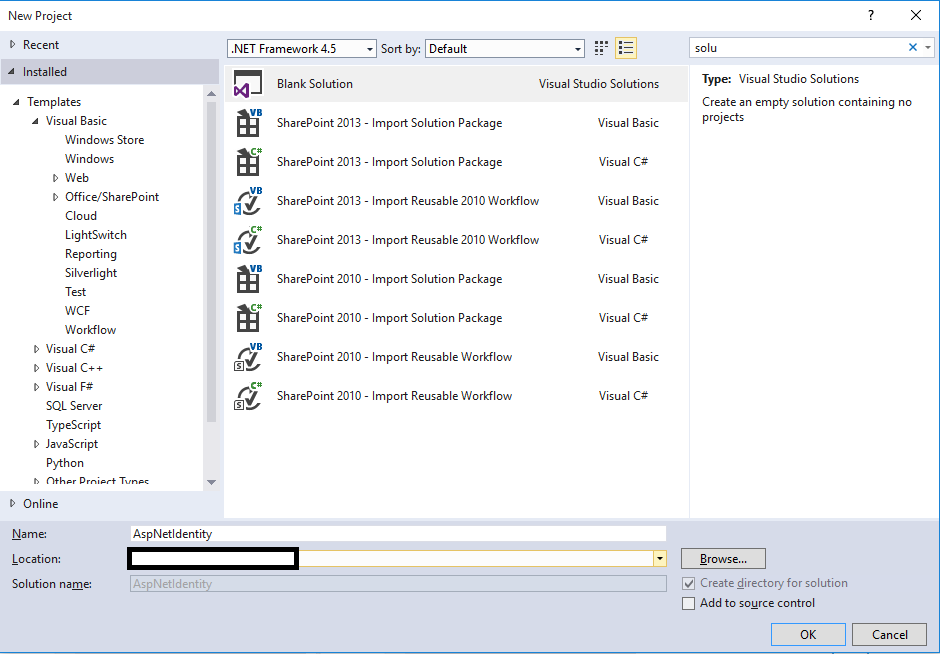 New Project
?
Recent
.NET Framework 4.5
Sort by:
Default
solu
Installed
Templates
Visual Basic
Windows Store
Windows
Web
Office/SharePoint
Cloud
LightSwitch
Reporting
Silverlight
Test
WCF
Workflow
Visual C#
Visual C++
Visual F#
SQL Server
TypeScript
JavaScript
Python
Other Project Types
Online
Blank Solution Visual Studio Solutions
VB SharePoint 2013 - Import Solution Package Visual Basic
C# SharePoint 2013 - Import Solution Package Visual C#
VB S SharePoint 2013 - Import Reusable 2010 Workflow Visual Basic
C# S SharePoint 2013 - Import Reusable 2010 Workflow Visual C#
VB SharePoint 2010 - Import Solution Package Visual Basic
C# SharePoint 2010 - Import Solution Package Visual C#
VB S SharePoint 2010 - Import Reusable Workflow Visual Basic
C# S SharePoint 2010 - Import Reusable Workflow Visual C#
Type: Visual Studio Solutions
Create an empty solution containing no
projects
Name: AspNetIdentity
Location:
Browse...
Solution name: AspNetIdentity
Create directory for solution
Add to source control
OK
Cancel